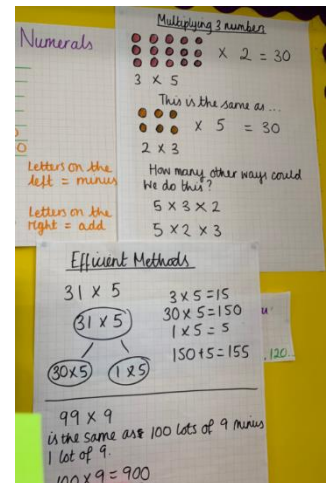 Numerals
Letters on the
left = minus
Letters on the
right = add
Multiplying 3 number
× 2 = 30
3 × 5
This is the same as ...
× 5 = 30
2 × 3
How many other ways could
we do this?
5 × 3 × 2
5 × 2 × 3
Efficient Methods
31 × 5
31 × 5
30×5 1×5
3×5=15
30×5=150
1×5=5
150+5=155
99 × 9
is the same as 100 lots of 9 minus
1 lot of 9.
100×9=900
120...